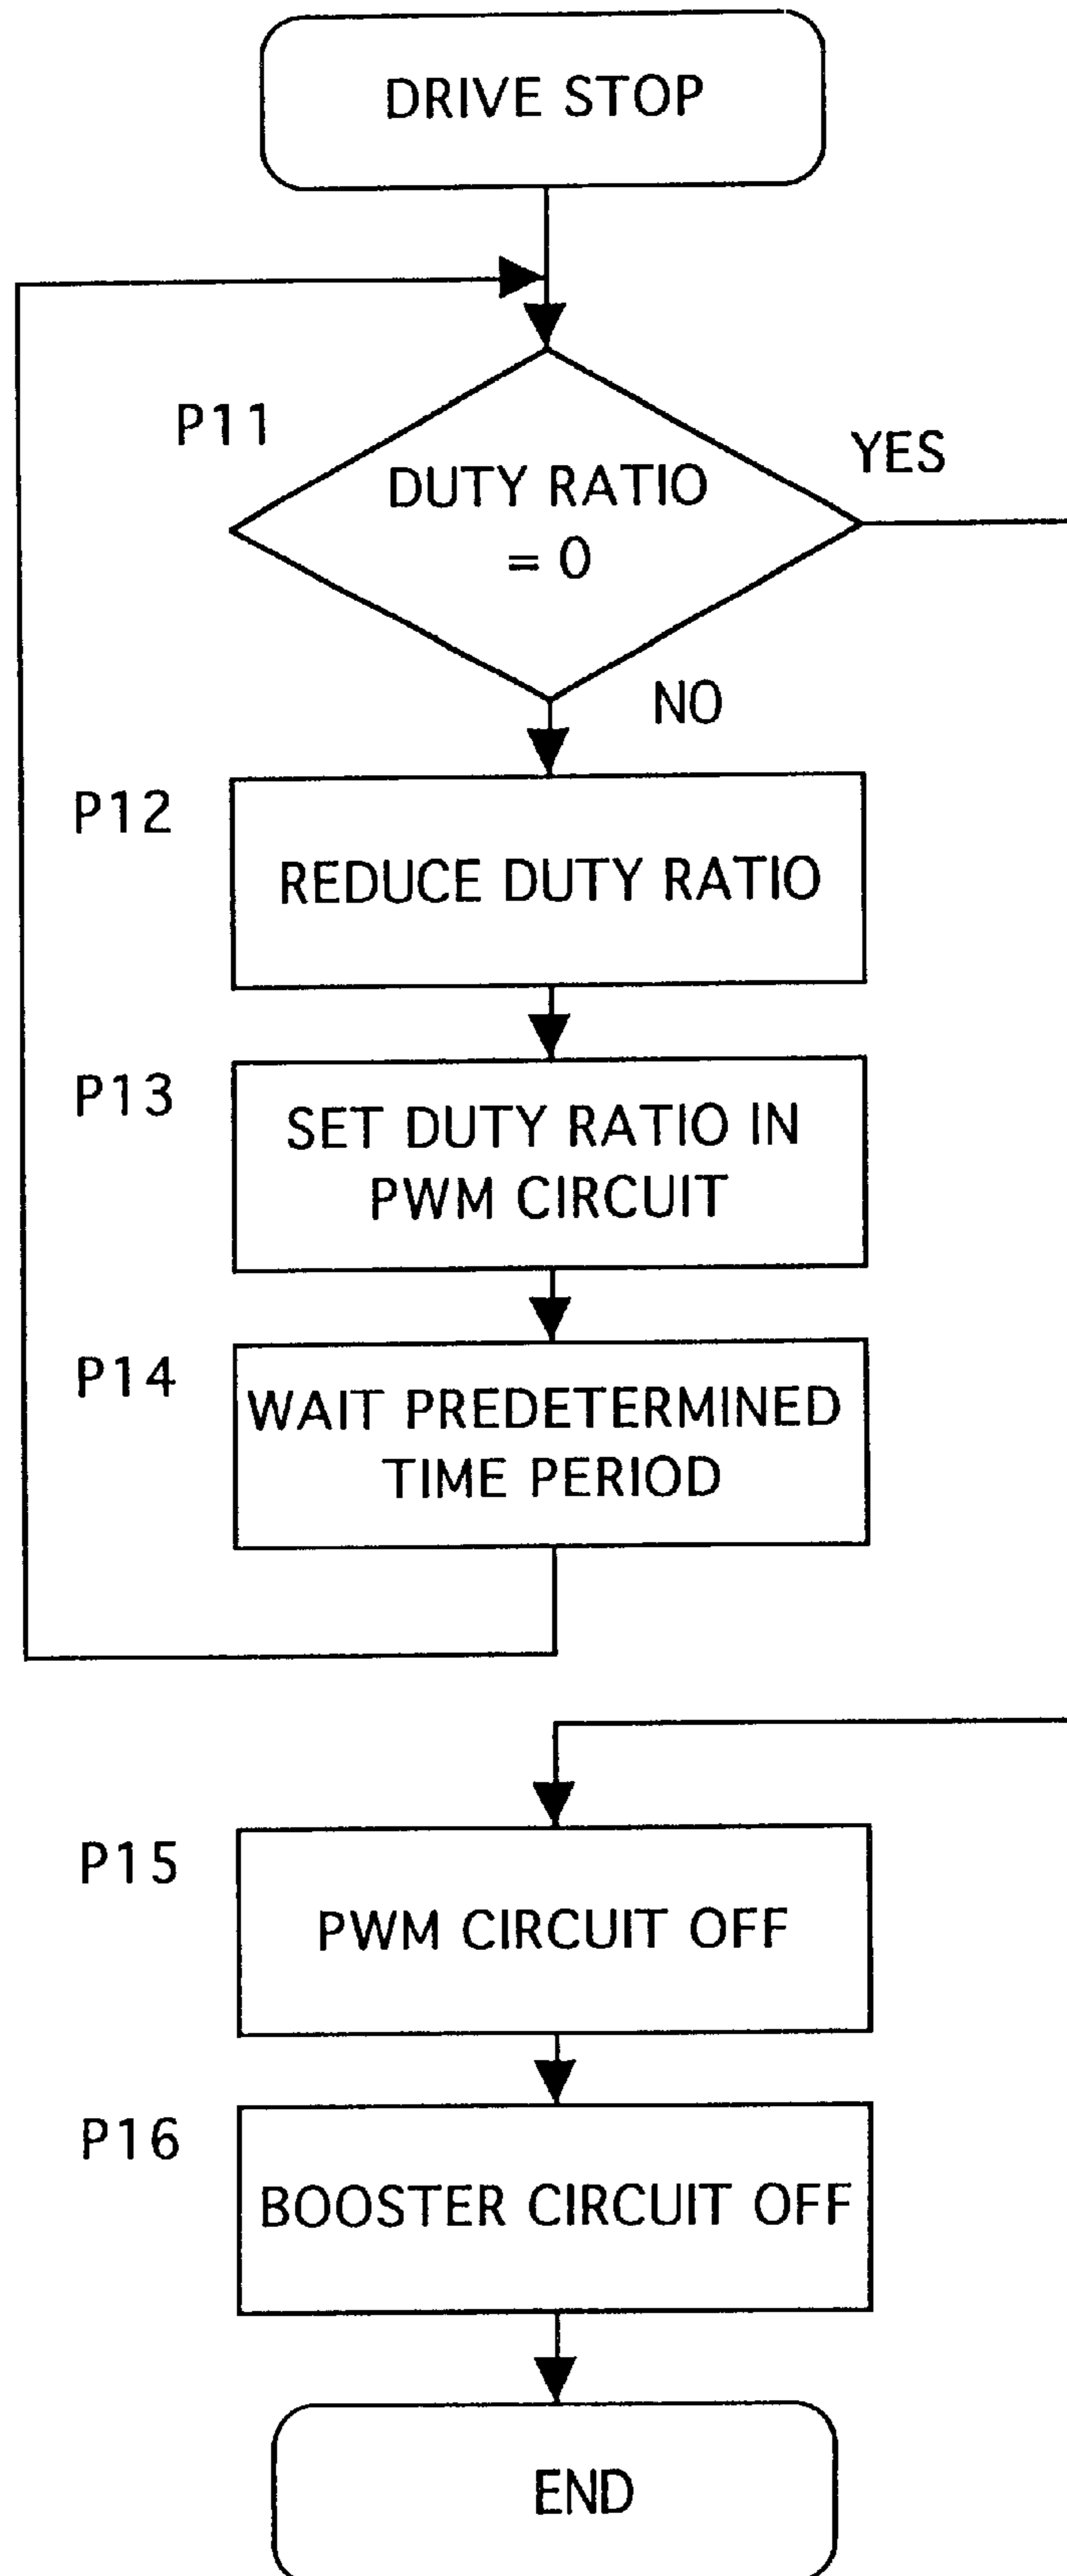 DRIVE STOP
P11
YES
DUTY RATIO
= 0
NO
P12
REDUCE DUTY RATIO
P13
SET DUTY RATIO IN
PWM CIRCUIT
P14
WAIT PREDETERMINED
TIME PERIOD
P15
PWM CIRCUIT OFF
P16
BOOSTER CIRCUIT OFF
END